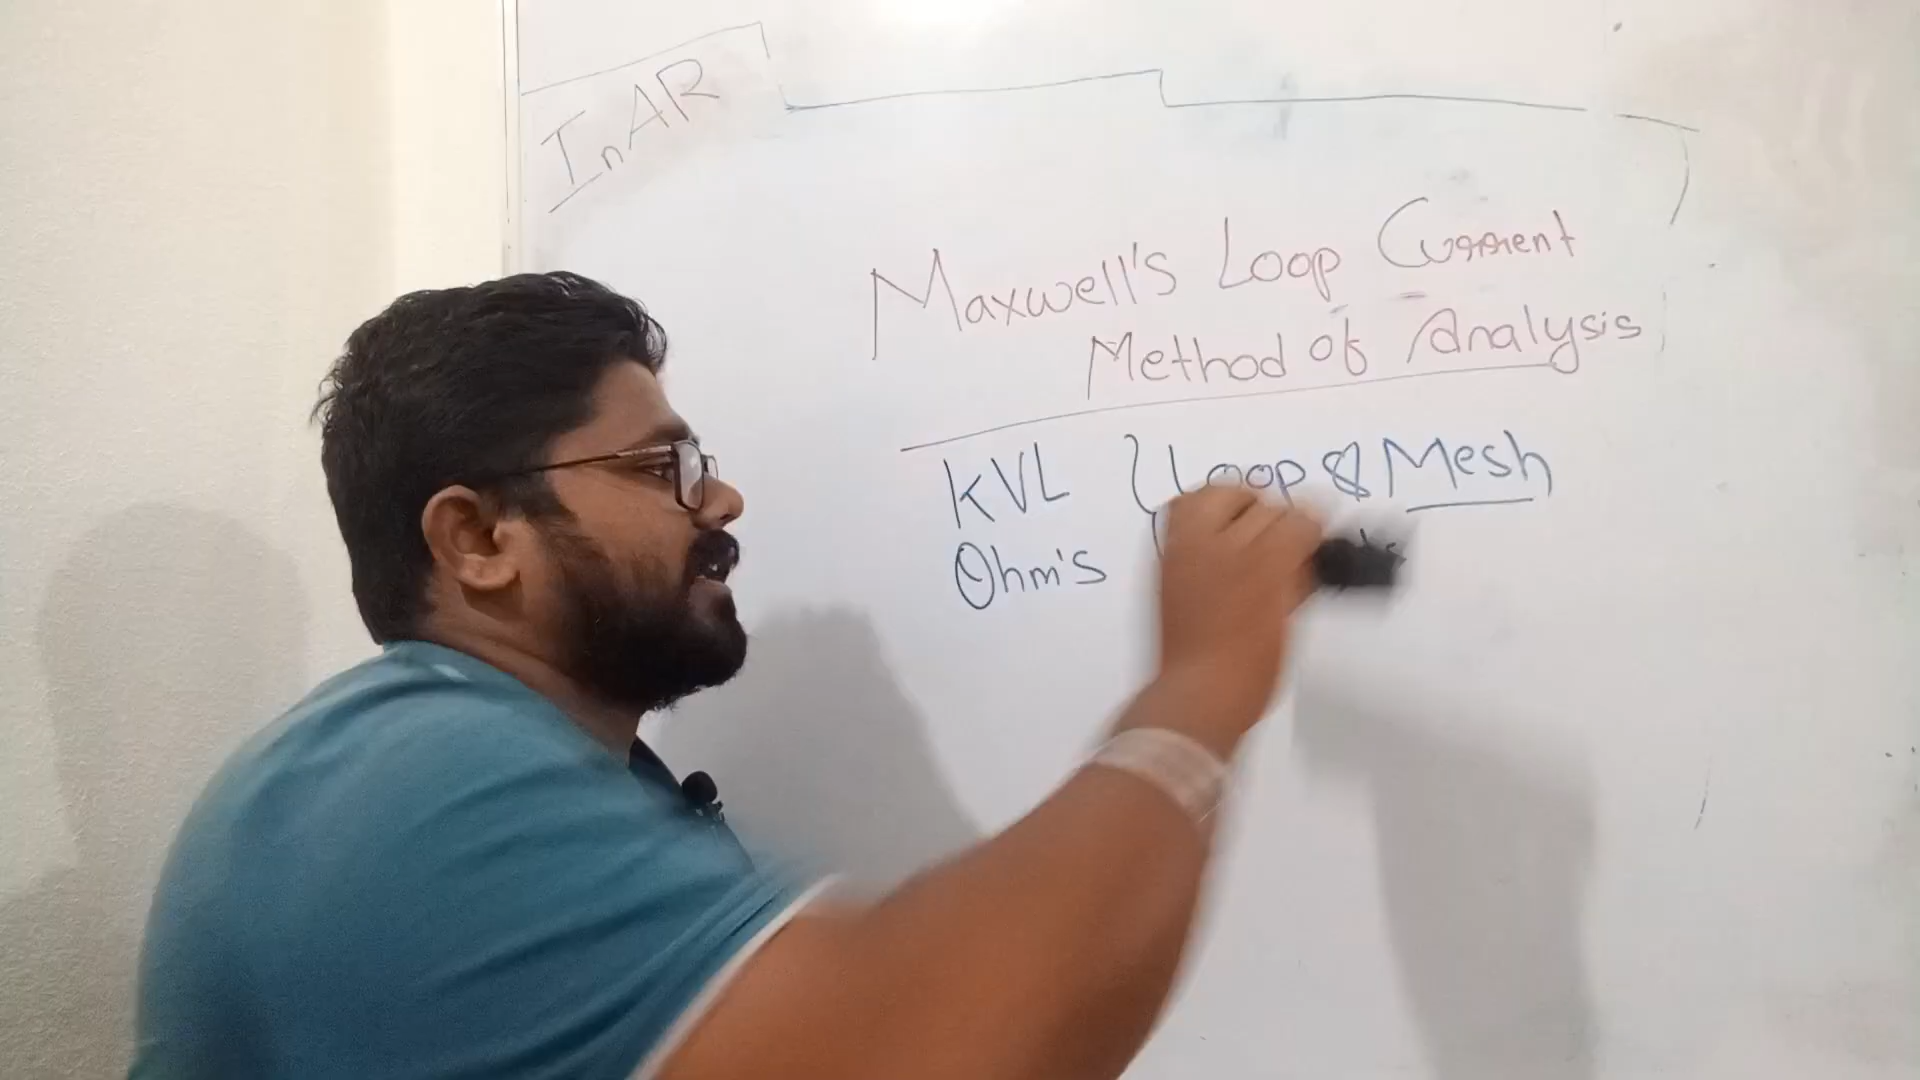 InAR
Maxwell's Loop Current
Method of Analysis
KVL } Loop & Mesh
Ohm's